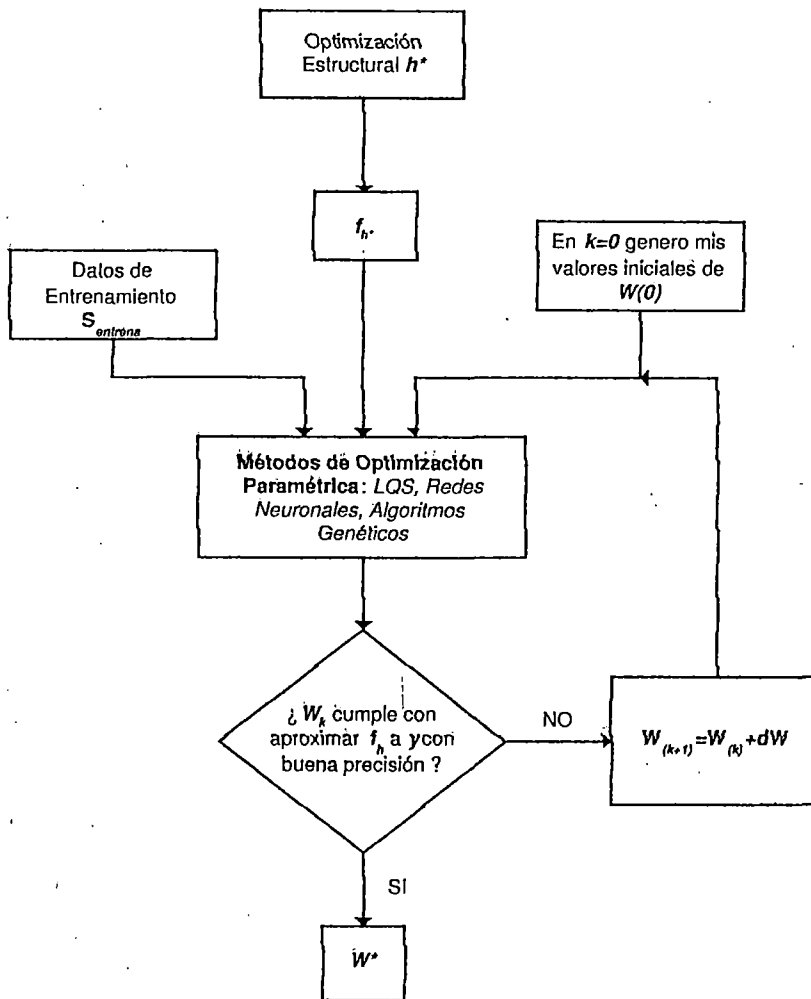 Optimización
Estructural h*
f_h*
Datos de
Entrenamiento
S_entrena
En k=0 genero mis
valores iniciales de
W(0)
Métodos de Optimización
Paramétrica: LQS, Redes
Neuronales, Algoritmos
Genéticos
¿ W_k cumple con
aproximar f_h a y con
buena precisión ?
NO
W_(k+1)=W_(k)+dW
SÍ
W*